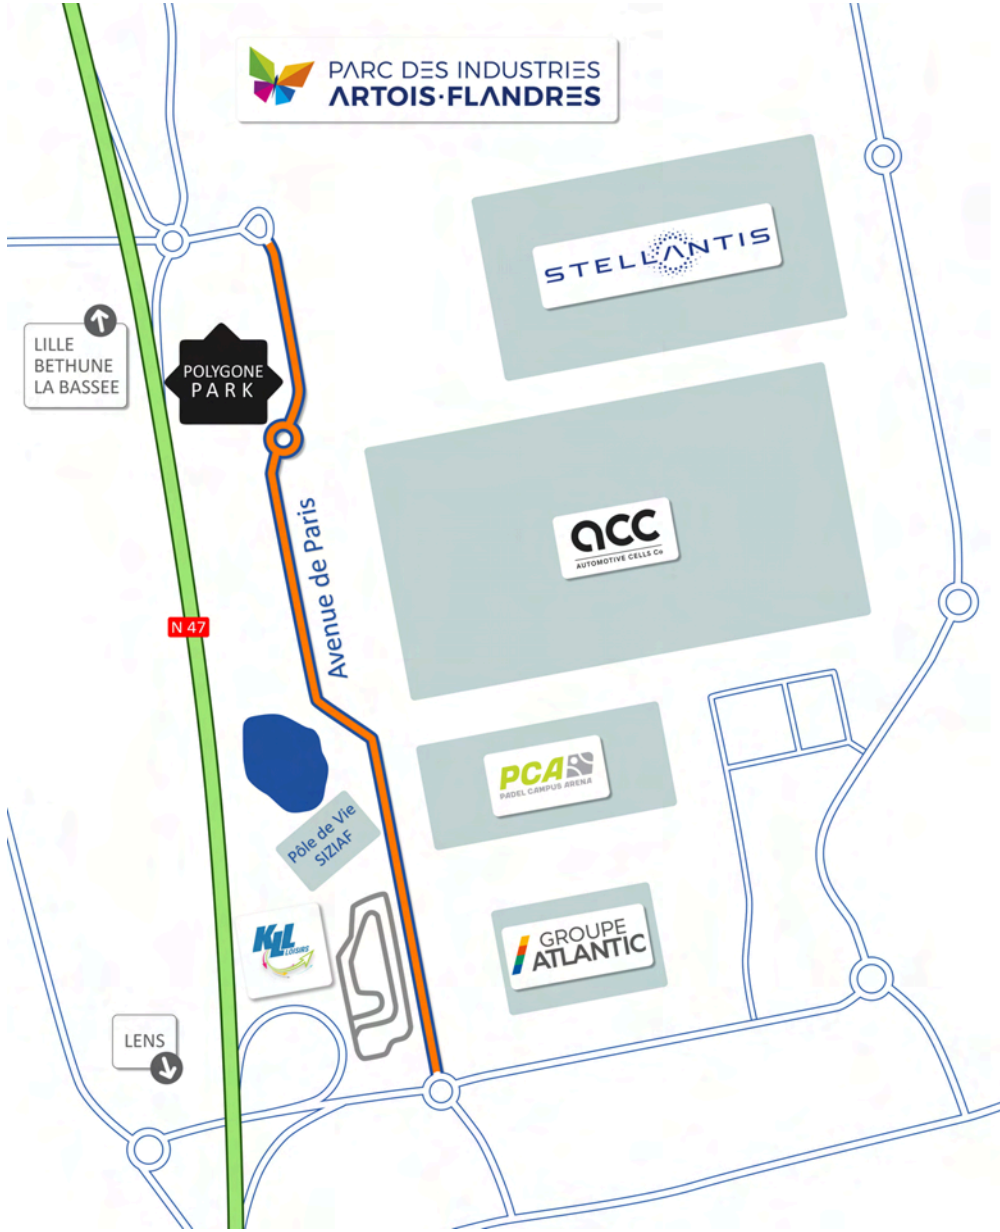 PARC DES INDUSTRIES
ARTOIS·FLANDRES
STELLANTIS
LILLE
BETHUNE
LA BASSEE
POLYGONE
PARK
Avenue de Paris
acc
AUTOMOTIVE CELLS Co
N 47
PCA
PADEL CAMPUS ARENA
Pôle de Vie
SIZIAF
KLL
LOISIRS
GROUPE
ATLANTIC
LENS